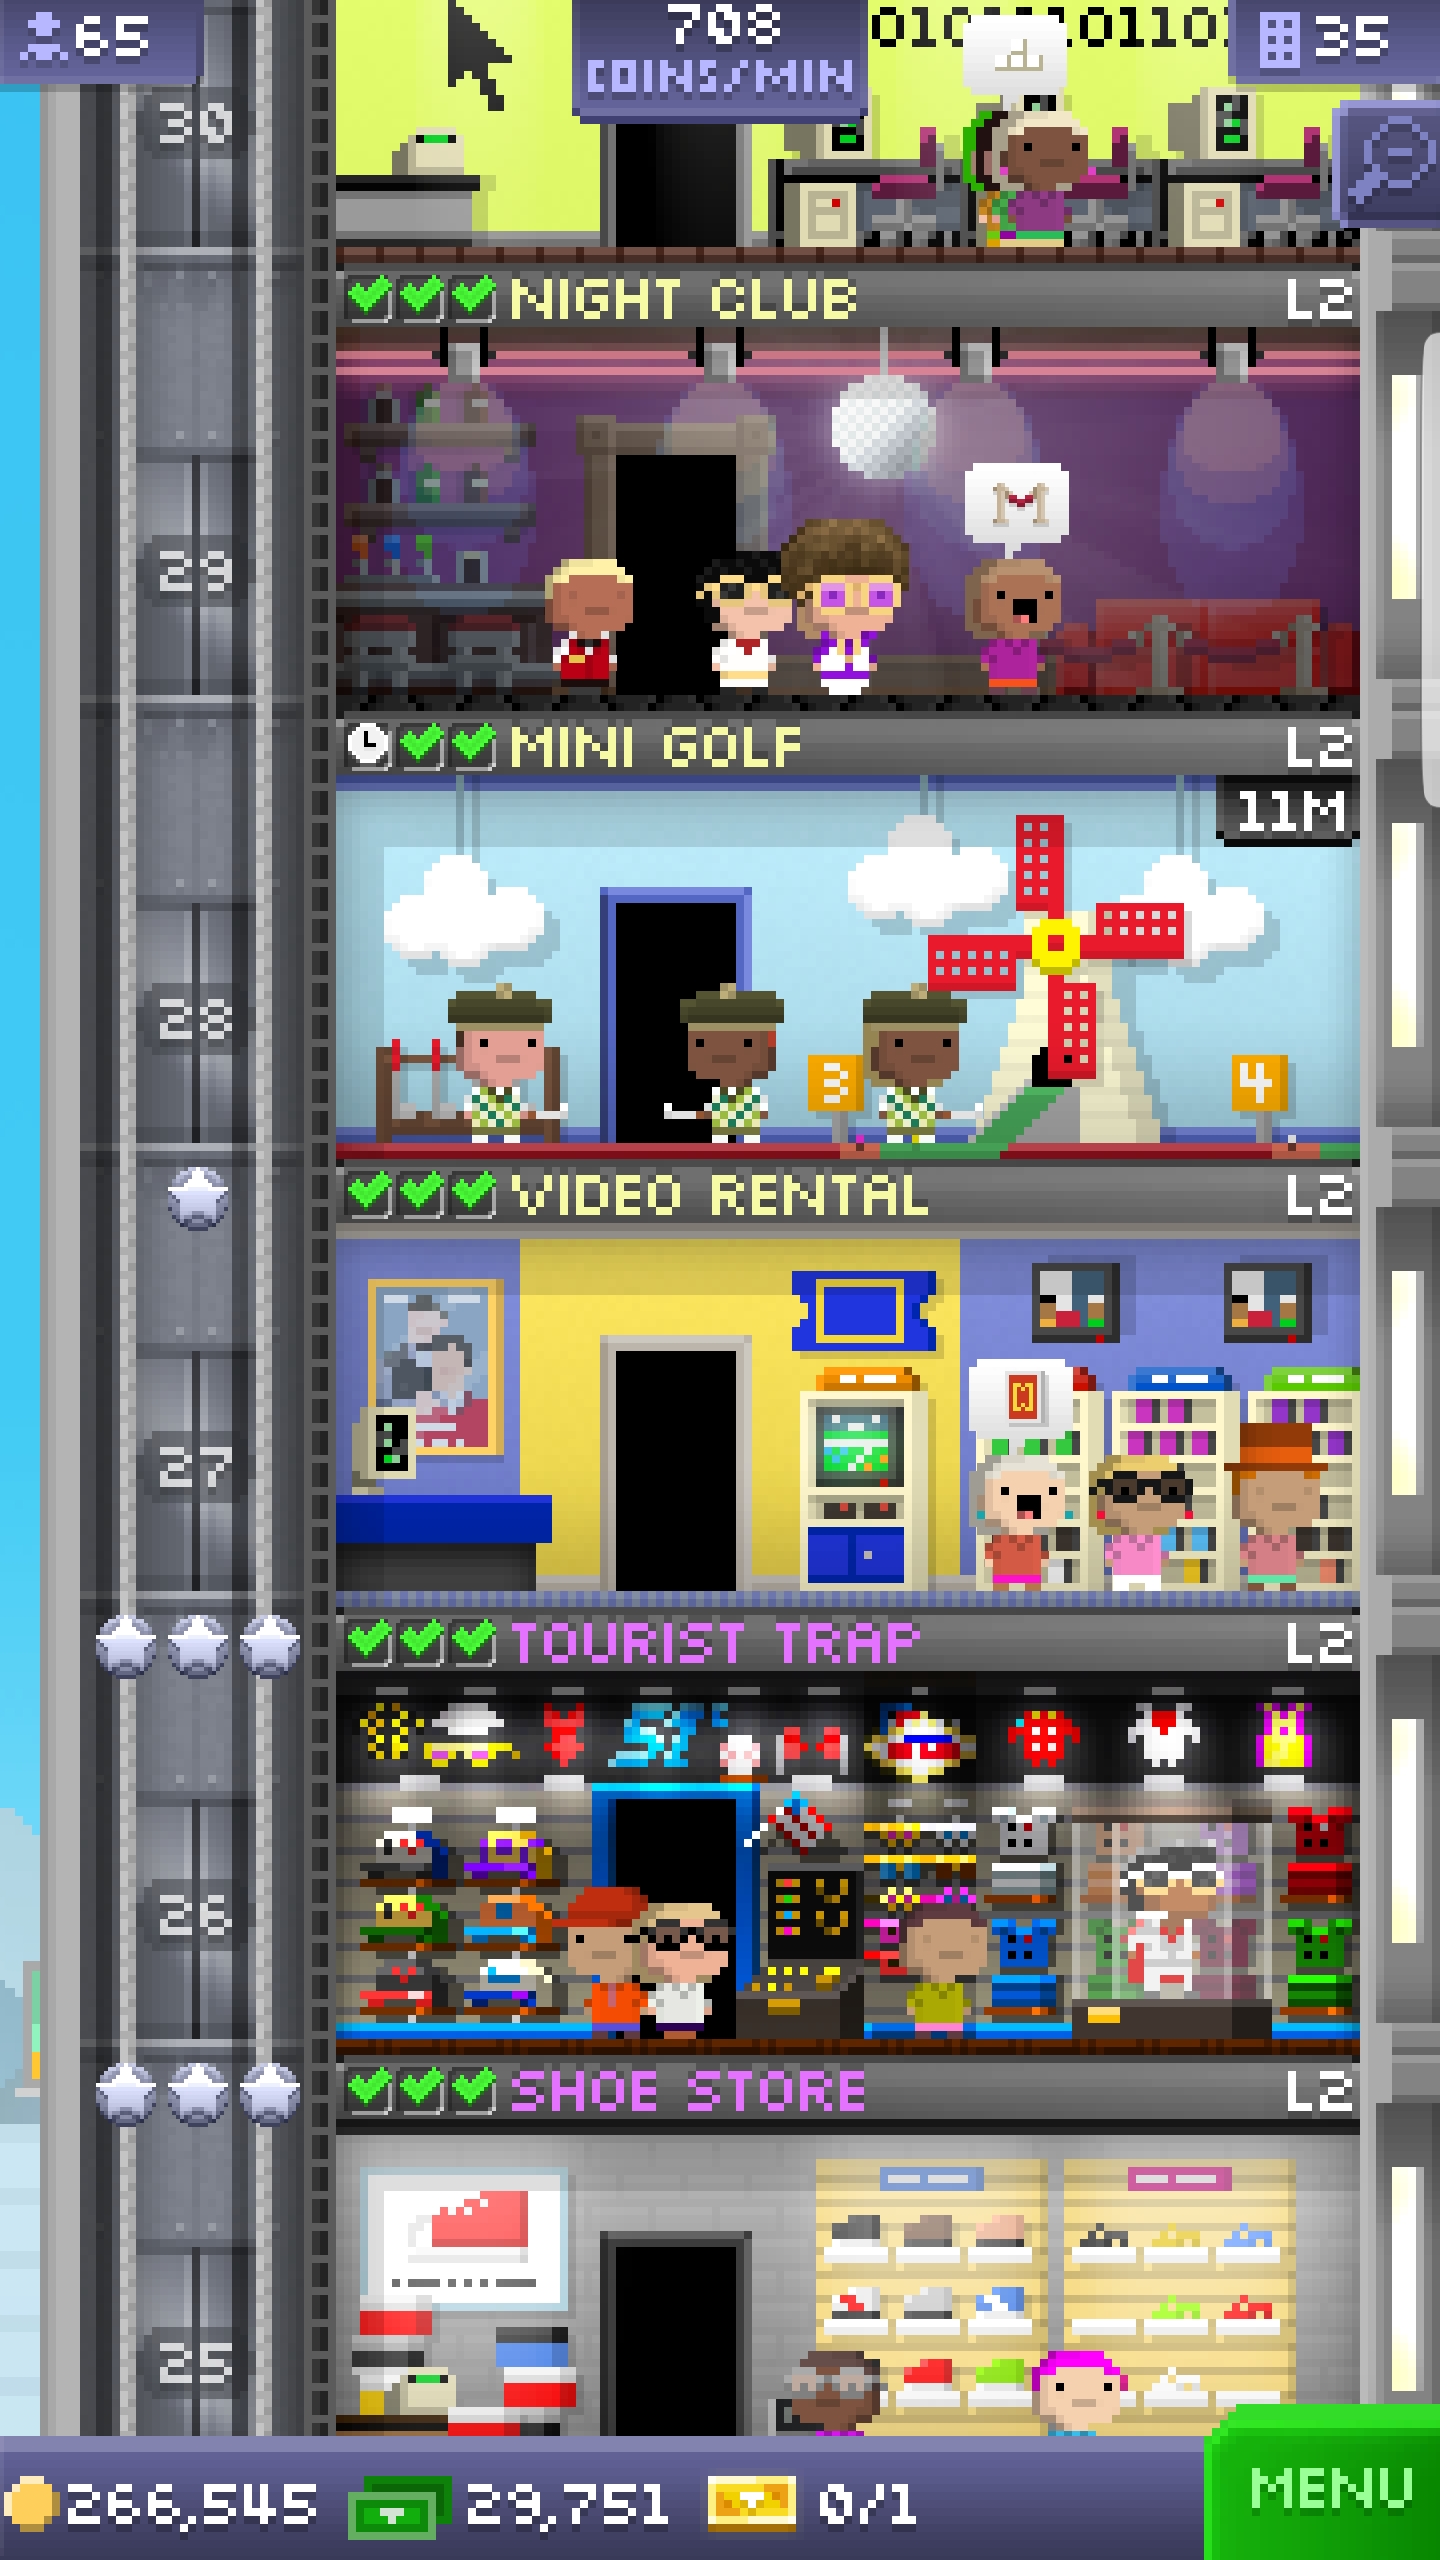 65
708
COINS/MIN
35
30
NIGHT CLUB L2
29
MINI GOLF L2
11M
28
3
4
VIDEO RENTAL L2
27
TOURIST TRAP L2
26
SHOE STORE L2
25
266,545 29,751 0/1 MENU